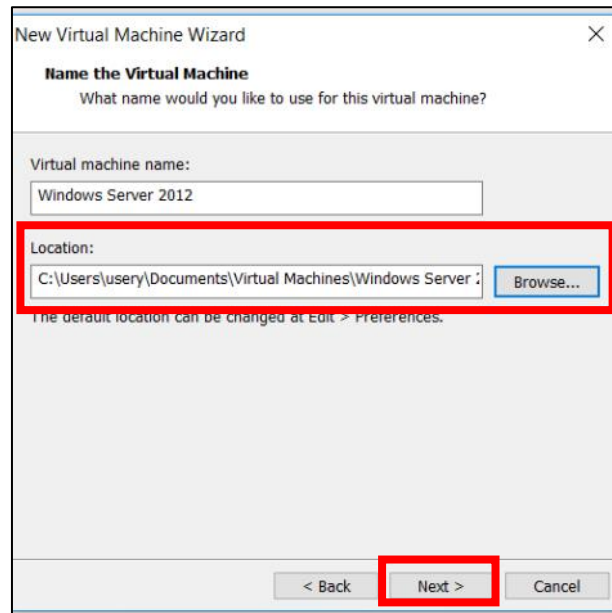 New Virtual Machine Wizard
Name the Virtual Machine
What name would you like to use for this virtual machine?
Virtual machine name:
Windows Server 2012
Location:
C:\Users\usery\Documents\Virtual Machines\Windows Server 2
Browse...
The default location can be changed at Edit > Preferences.
< Back Next > Cancel